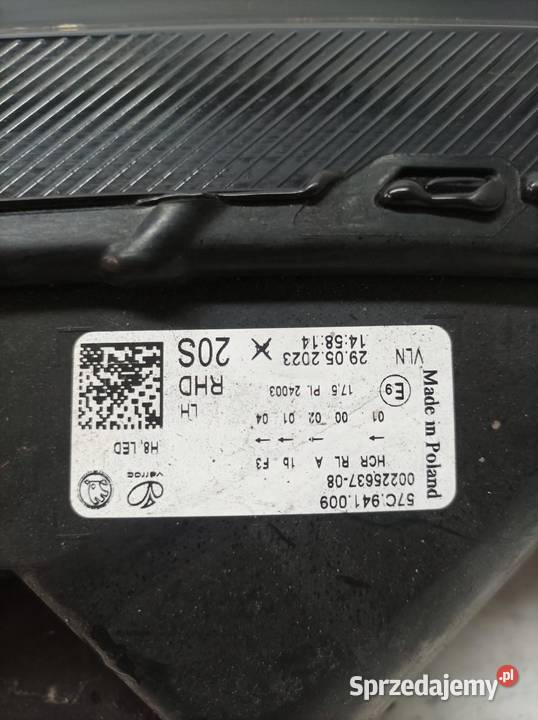 57C.941.009
varroc
00225637-08
HCR RL A 1b F3
H8, LED
01 00 02 01 04
LH
RHD
E9
17,5 PL 24003
20S
VLN 29.05.2023
14:58:14
Made in Poland
Sprzedajemy.pl